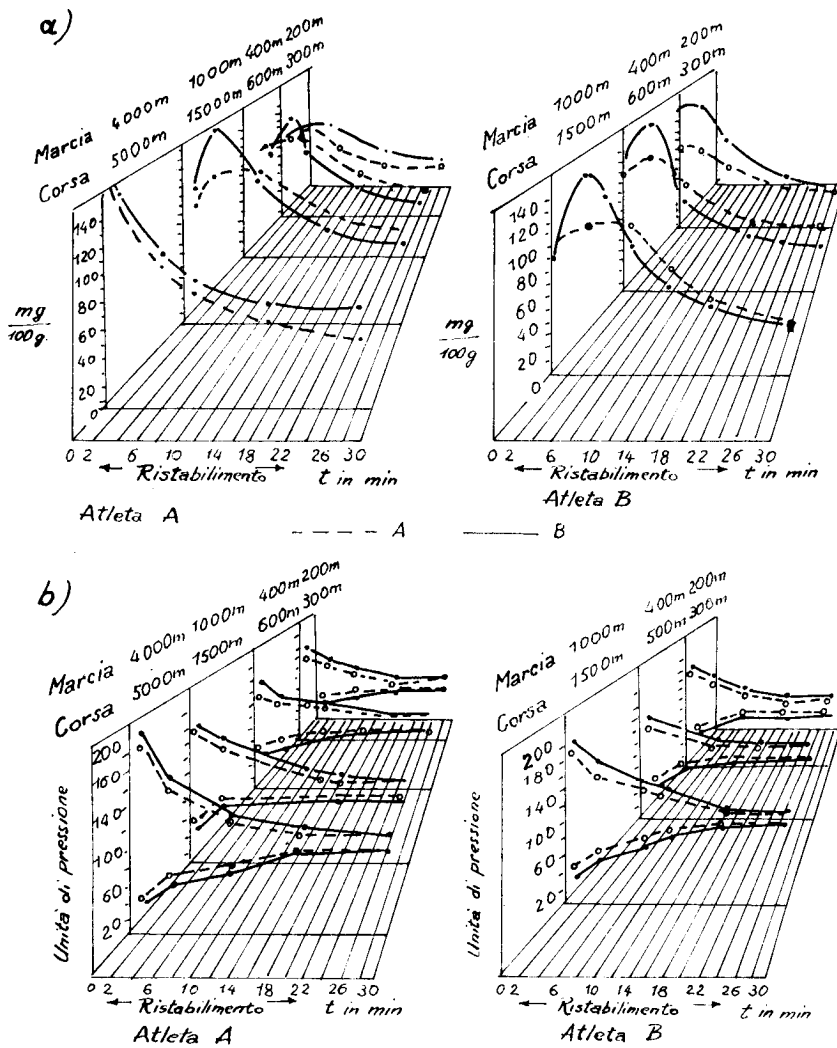 a)
Marcia 4000m 1000m 400m 200m
Corsa 5000m 15000m 600m 300m
140
120
100
80
60
40
20
0
mg
100g.
0 2 6 10 14 18 22 26 30
← Ristabilimento → t in min
Atleta A
Marcia 1000m 400m 200m
Corsa 1500m 600m 300m
140
120
100
80
60
40
20
0
mg
100g
0 2 6 10 14 18 22 26 30
← Ristabilimento → t in min
Atleta B
A B
b)
Marcia 4000m 1000m 400m 200m
Corsa 5000m 1500m 600m 300m
200
160
140
100
60
20
Unità di pressione
0 2 6 10 14 18 22 26 30
← Ristabilimento → t in min
Atleta A
Marcia 1000m 400m 200m
Corsa 1500m 500m 300m
200
180
140
100
60
20
Unità di pressione
0 2 6 10 14 18 22 26 30
← Ristabilimento → t in min
Atleta B